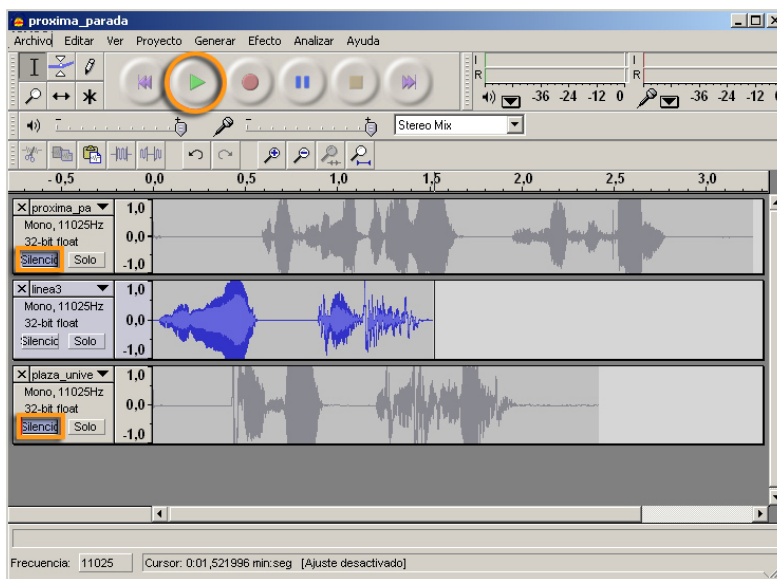 proxima_parada
Archivo Editar Ver Proyecto Generar Efecto Analizar Ayuda
L
R
-36 -24 -12 0
L
R
-36 -24 -12 0
Stereo Mix
-0,5 0,0 0,5 1,0 1,5 2,0 2,5 3,0
proxima_pa
Mono, 11025Hz
32-bit float
Silencio Solo
1,0
0,0
-1,0
linea3
Mono, 11025Hz
32-bit float
Silencio Solo
1,0
0,0
-1,0
plaza_unive
Mono, 11025Hz
32-bit float
Silencio Solo
1,0
0,0
-1,0
Frecuencia: 11025 Cursor: 0:01,521996 min:seg [Ajuste desactivado]